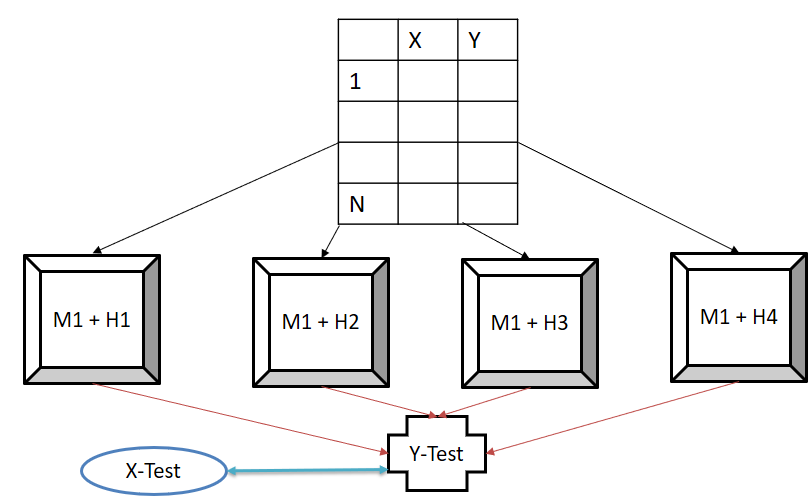 X Y
1
N
M1 + H1
M1 + H2
M1 + H3
M1 + H4
Y-Test
X-Test